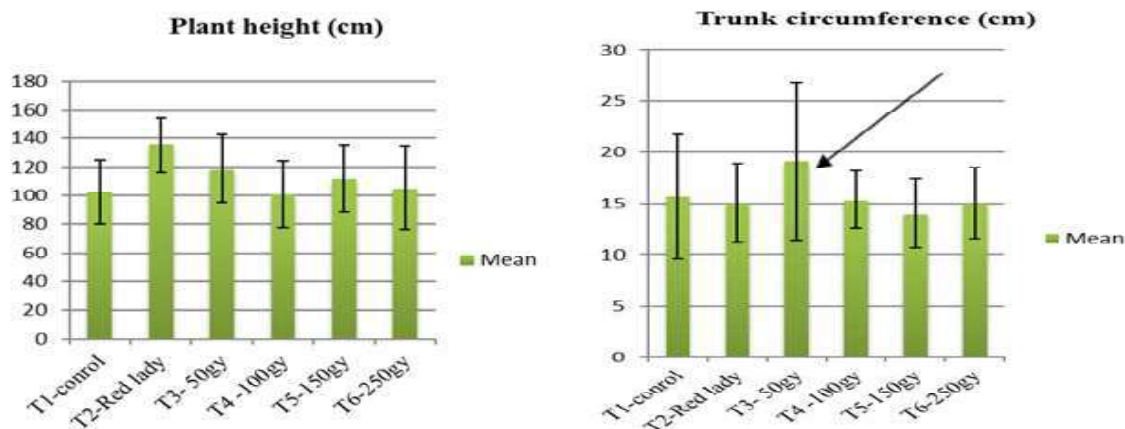 Plant height (cm)
180
160
140
120
100
80
60
40
20
0
T1-conrol
T2-Red lady
T3- 50gy
T4 -100gy
T5-150gy
T6-250gy
Mean
Trunk circumference (cm)
30
25
20
15
10
5
0
T1-conrol
T2-Red lady
T3- 50gy
T4 -100gy
T5-150gy
T6-250gy
Mean